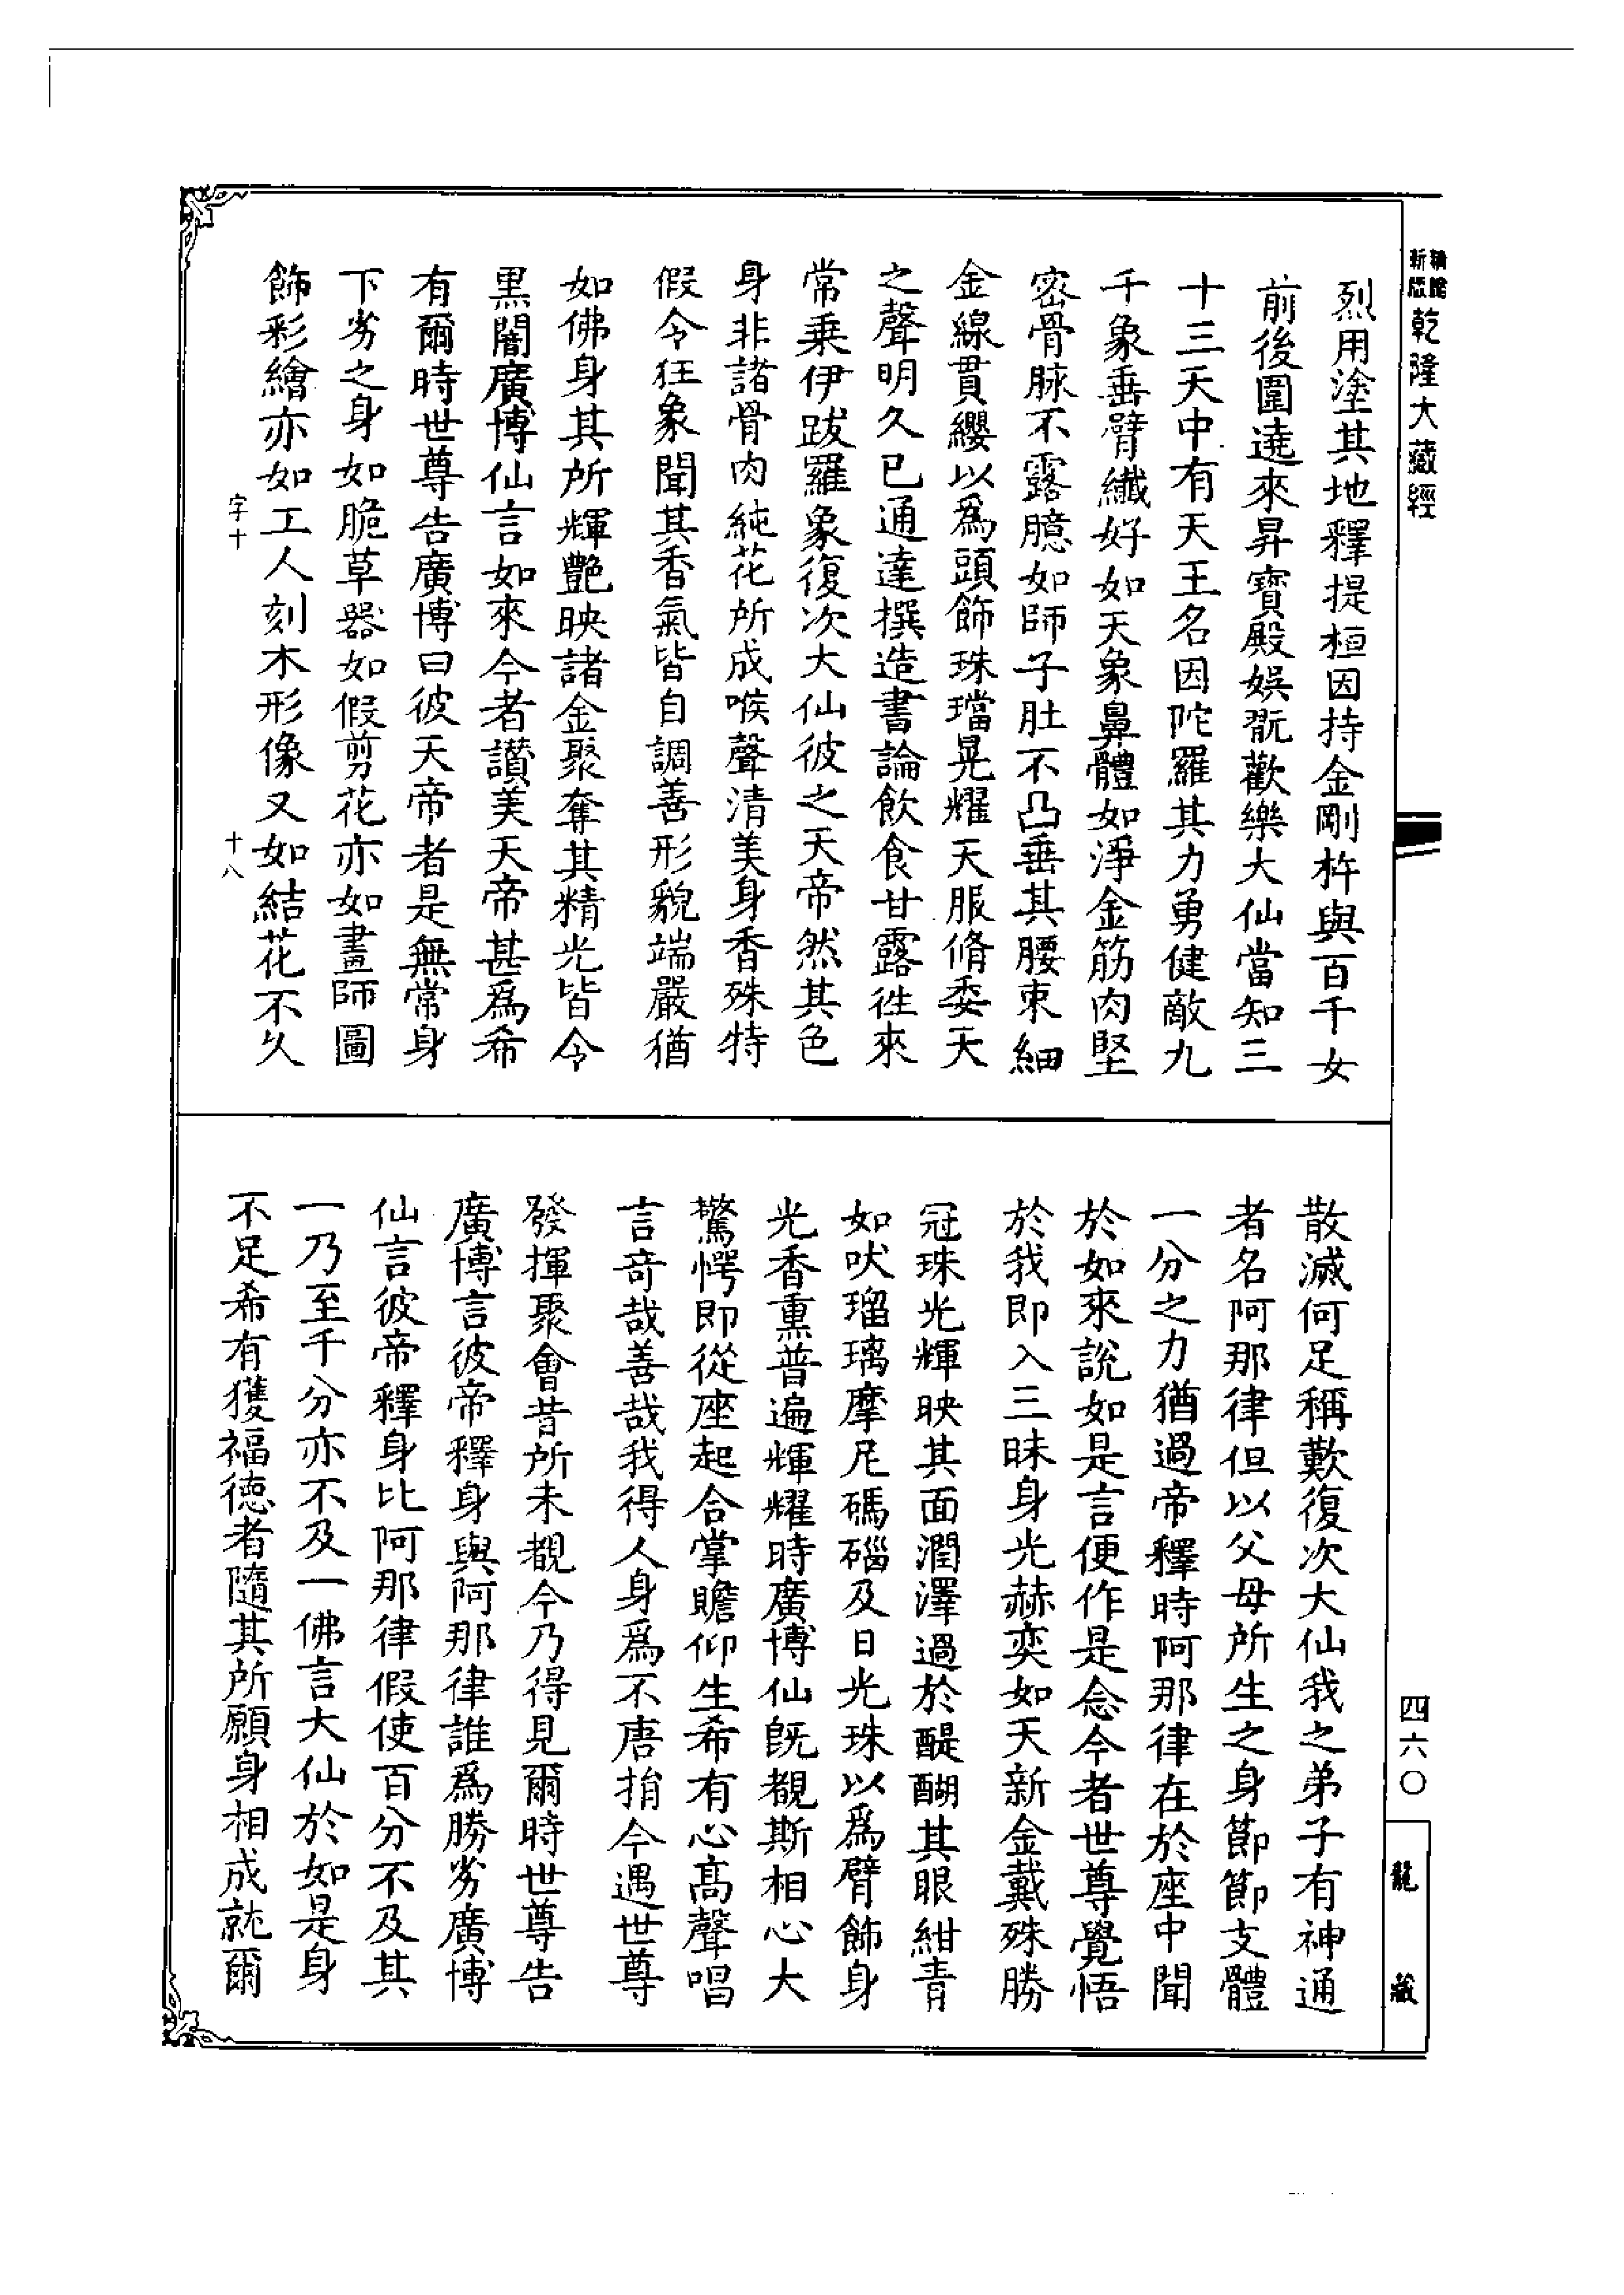 新編縮版
乾隆大藏經
烈用塗其地釋提桓因持金剛杵與百千女
前後圍遶來昇寶殿娛翫歡樂大仙當知三
十三天中有天王名因陀羅其力勇健敵九
千象垂臂纖好如天象鼻體如淨金筋肉堅
密骨脉不露臆如師子肚不凸垂其腰束細
金線貫纓以爲頭飾珠璫晃耀天服脩委天
之聲明久已通達撰造書論飲食甘露徃來
常乗伊跋羅象復次大仙彼之天帝然其色
身非諸骨肉純花所成喉聲清美身香殊特
假令狂象聞其香氣皆自調善形貌端嚴猶
如佛身其所輝艷映諸金聚奪其精光皆令
黑闇廣博仙言如來今者讃美天帝甚爲希
有爾時世尊告廣博曰彼天帝者是無常身
下劣之身如脆草器如假剪花亦如畫師圖
飾彩繪亦如工人刻木形像又如結花不久
字十
十八
散滅何足稱歎復次大仙我之弟子有神通
者名阿那律但以父母所生之身節節支體
一分之力猶過帝釋時阿那律在於座中聞
於如來說如是言便作是念今者世尊覺悟
於我即入三昧身光赫奕如天新金戴殊勝
冠珠光輝映其面潤澤過於醍醐其眼紺青
如吠瑠璃摩尼碼碯及日光珠以爲臂飾身
光香熏普遍輝耀時廣博仙旣覩斯相心大
驚愕即從座起合掌瞻仰生希有心高聲唱
言奇哉善哉我得人身爲不唐捐今遇世尊
發揮聚會昔所未覩今乃得見爾時世尊告
廣博言彼帝釋身與阿那律誰爲勝劣廣博
仙言彼帝釋身比阿那律假使百分不及其
一乃至千分亦不及一佛言大仙於如是身
不足希有獲福德者隨其所願身相成就爾
四六〇
龍藏